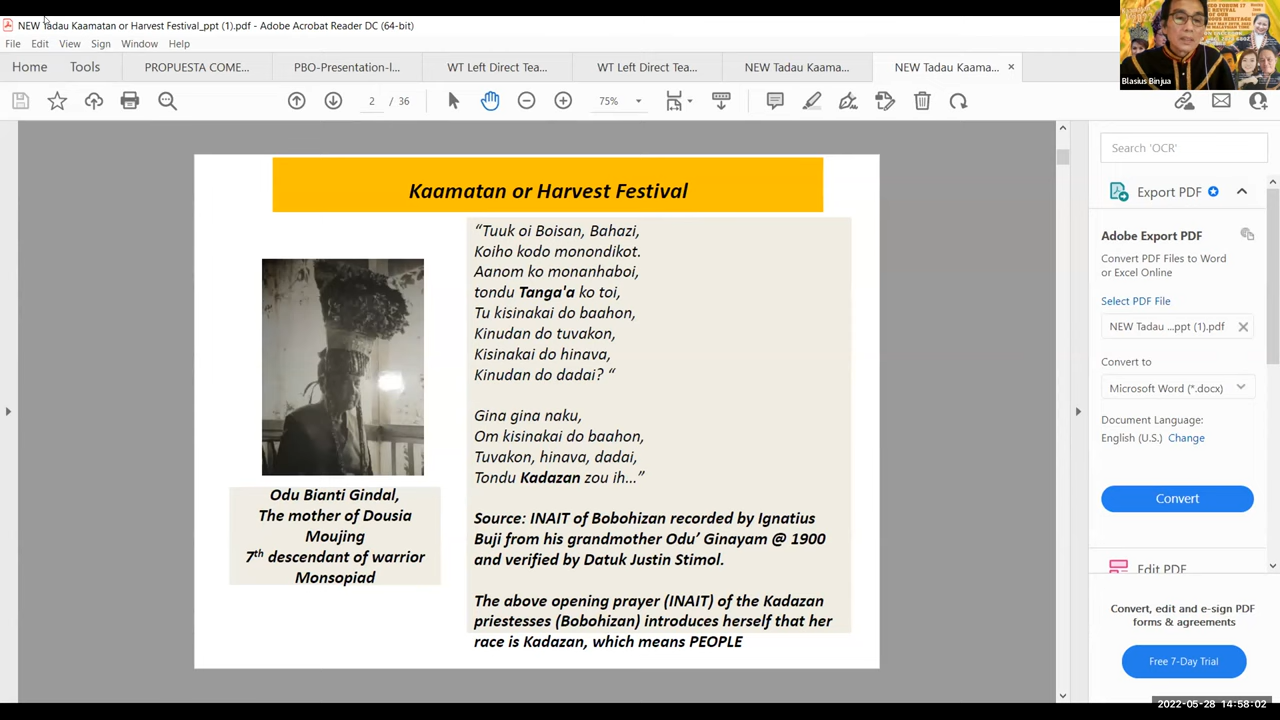 NEW Tadau Kaamatan or Harvest Festival_ppt (1).pdf - Adobe Acrobat Reader DC (64-bit)
File Edit View Sign Window Help
Home Tools PROPUESTA COME... PBO-Presentation-I... WT Left Direct Tea... WT Left Direct Tea... NEW Tadau Kaama... NEW Tadau Kaama... ×
2 / 36 75%
Kaamatan or Harvest Festival
“Tuuk oi Boisan, Bahazi,
Koiho kodo monondikot.
Aanom ko monanhaboi,
tondu Tanga'a ko toi,
Tu kisinakai do baahon,
Kinudan do tuvakon,
Kisinakai do hinava,
Kinudan do dadai? “
Gina gina naku,
Om kisinakai do baahon,
Tuvakon, hinava, dadai,
Tondu Kadazan zou ih…”
Source: INAIT of Bobohizan recorded by Ignatius
Buji from his grandmother Odu’ Ginayam @ 1900
and verified by Datuk Justin Stimol.
The above opening prayer (INAIT) of the Kadazan
priestesses (Bobohizan) introduces herself that her
race is Kadazan, which means PEOPLE
Odu Bianti Gindal,
The mother of Dousia
Moujing
7th descendant of warrior
Monsopiad
Search 'OCR'
Export PDF
Adobe Export PDF
Convert PDF Files to Word
or Excel Online
Select PDF File
NEW Tadau ...ppt (1).pdf
Convert to
Microsoft Word (*.docx)
Document Language:
English (U.S.) Change
Convert
Edit PDF
Convert, edit and e-sign PDF
forms & agreements
Free 7-Day Trial
Blasius Binjua
2022-05-28 14:58:02